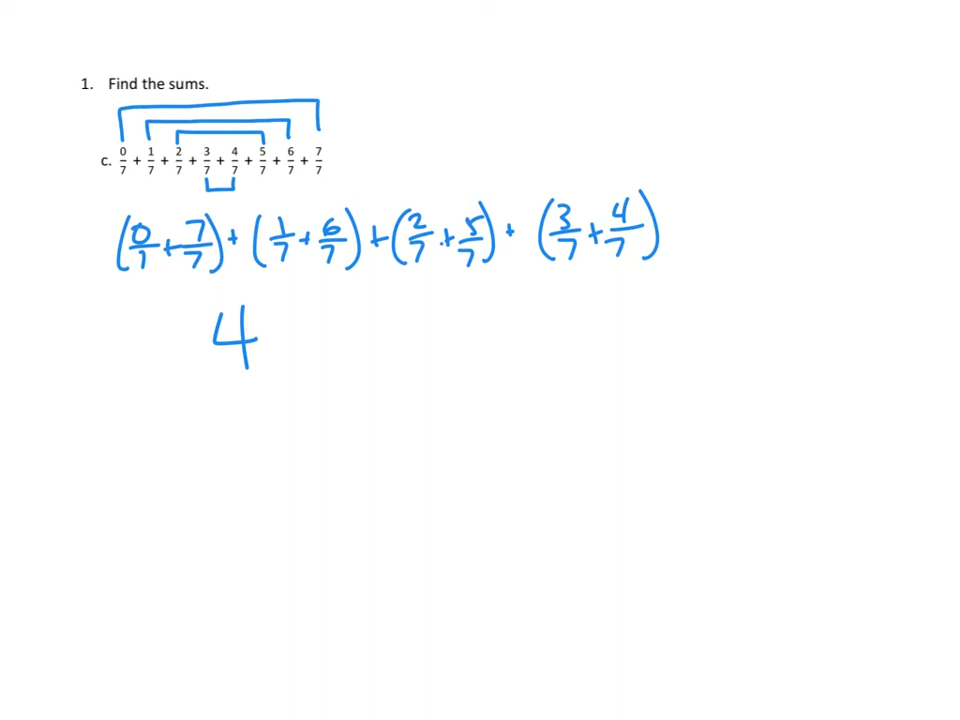 1. Find the sums.
c. 0/7 + 1/7 + 2/7 + 3/7 + 4/7 + 5/7 + 6/7 + 7/7
(0/7 + 7/7) + (1/7 + 6/7) + (2/7 + 5/7) + (3/7 + 4/7)
4